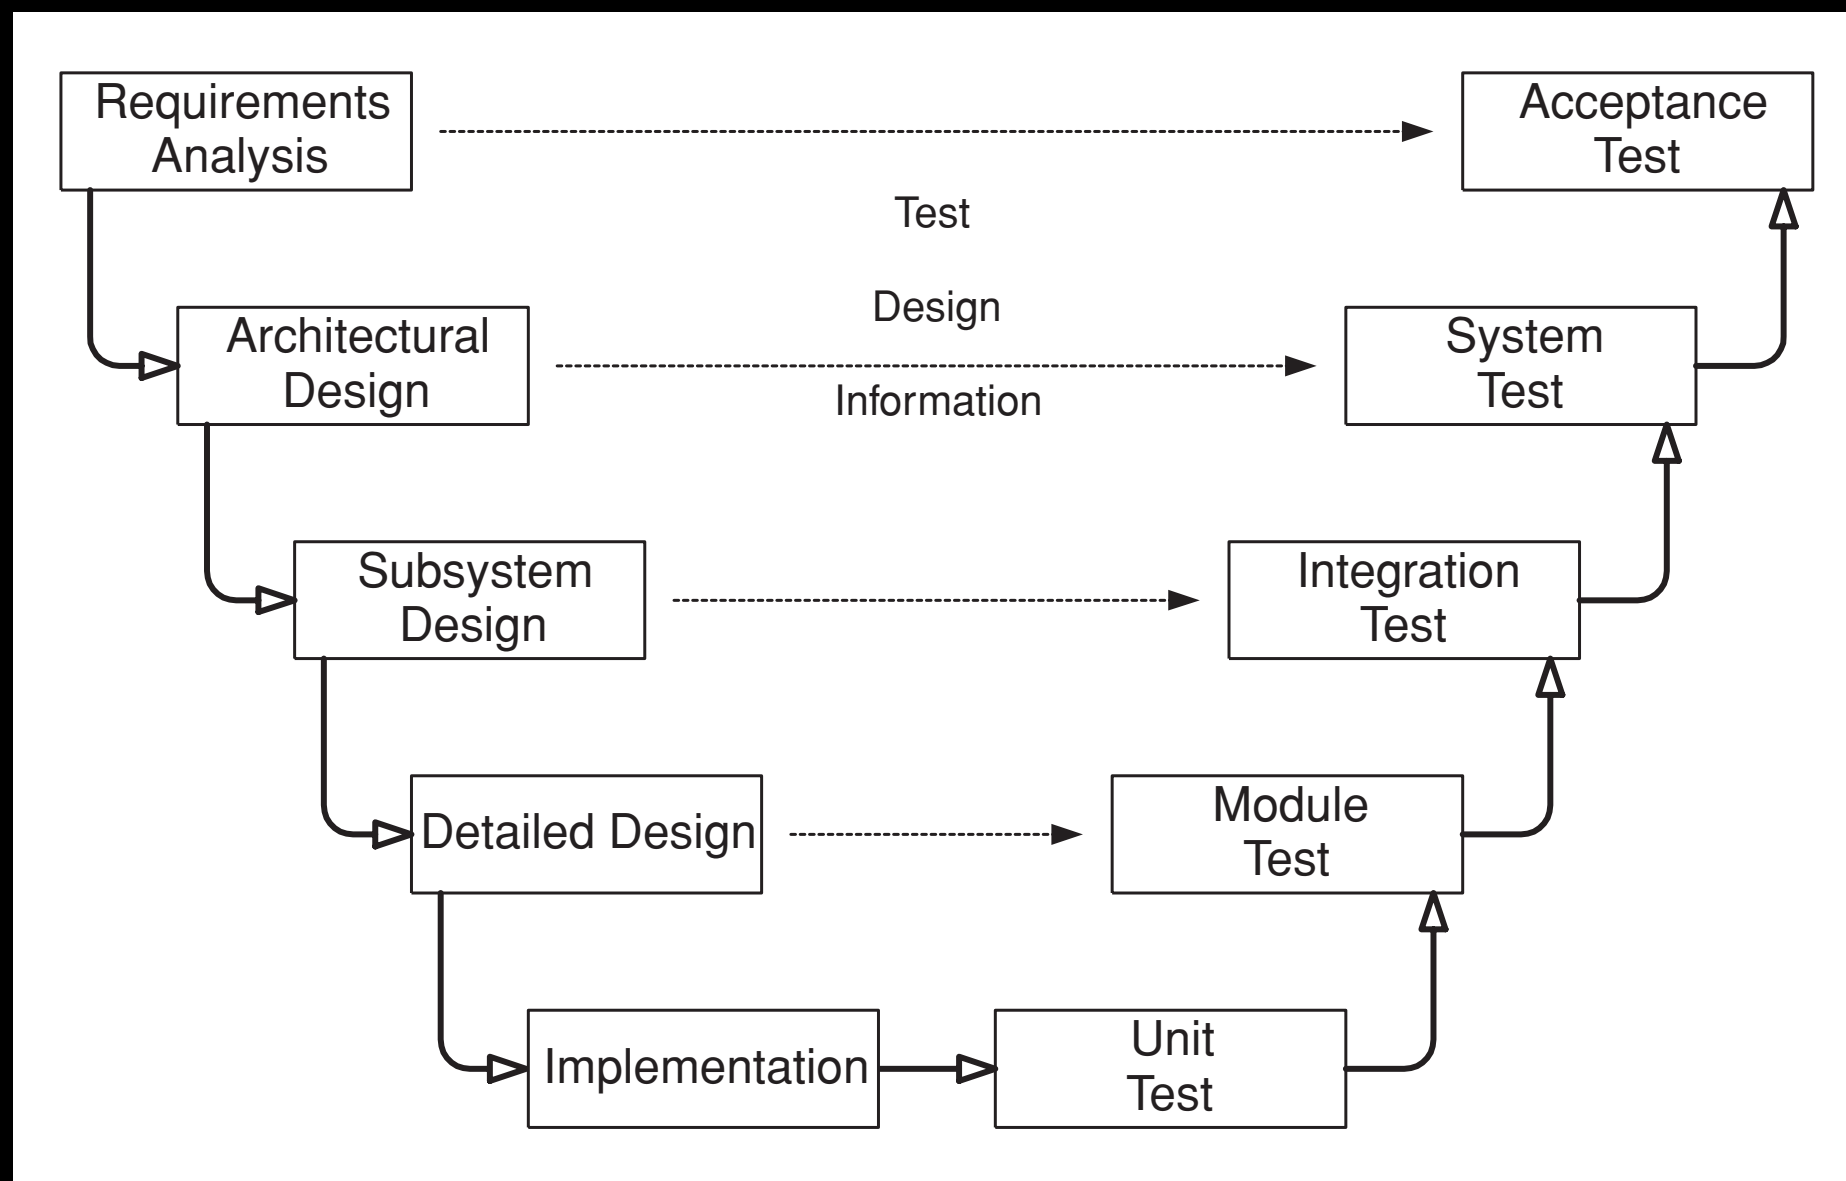 Requirements
Analysis
Acceptance
Test
Test
Design
Information
Architectural
Design
System
Test
Subsystem
Design
Integration
Test
Detailed Design
Module
Test
Implementation
Unit
Test